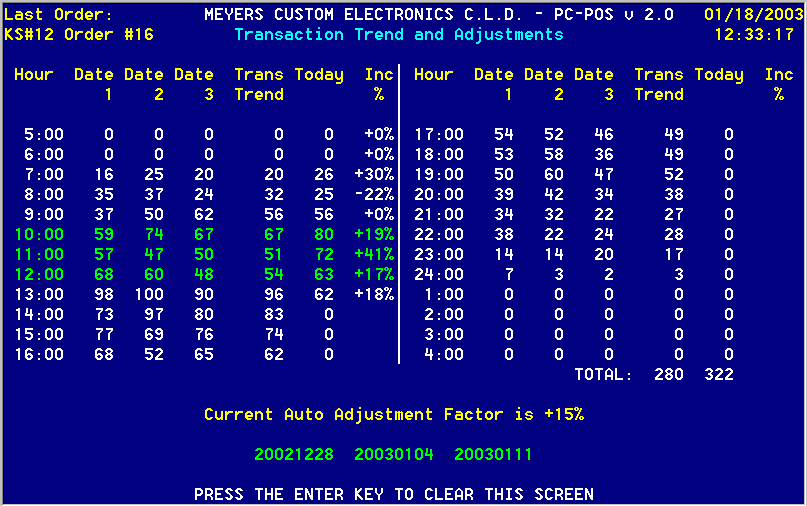 Last Order: MEYERS CUSTOM ELECTRONICS C.L.D. - PC-POS v 2.0 01/18/2003
KS#12 Order #16 Transaction Trend and Adjustments 12:33:17
Hour Date Date Date Trans Today Inc Hour Date Date Date Trans Today Inc
1 2 3 Trend % 1 2 3 Trend %
5:00 0 0 0 0 0 +0% 17:00 54 52 46 49 0
6:00 0 0 0 0 0 +0% 18:00 53 58 36 49 0
7:00 16 25 20 20 26 +30% 19:00 50 60 47 52 0
8:00 35 37 24 32 25 -22% 20:00 39 42 34 38 0
9:00 37 50 62 56 56 +0% 21:00 34 32 22 27 0
10:00 59 74 67 67 80 +19% 22:00 38 22 24 28 0
11:00 57 47 50 51 72 +41% 23:00 14 14 20 17 0
12:00 68 60 48 54 63 +17% 24:00 7 3 2 3 0
13:00 98 100 90 96 62 +18% 1:00 0 0 0 0 0
14:00 73 97 80 83 0 2:00 0 0 0 0 0
15:00 77 69 76 74 0 3:00 0 0 0 0 0
16:00 68 52 65 62 0 4:00 0 0 0 0 0
TOTAL: 280 322
Current Auto Adjustment Factor is +15%
20021228 20030104 20030111
PRESS THE ENTER KEY TO CLEAR THIS SCREEN